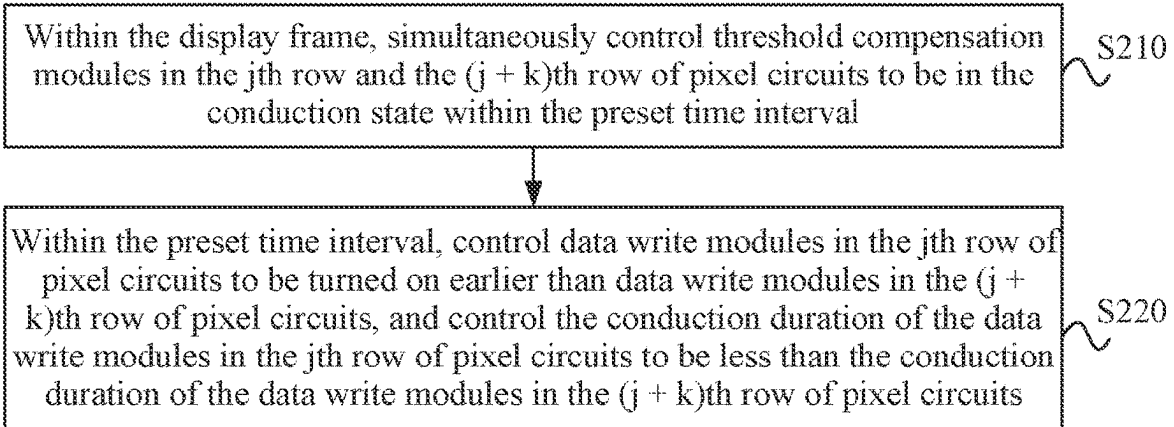 Within the display frame, simultaneously control threshold compensation
modules in the jth row and the (j + k)th row of pixel circuits to be in the
conduction state within the preset time interval
S210
Within the preset time interval, control data write modules in the jth row of
pixel circuits to be turned on earlier than data write modules in the (j +
k)th row of pixel circuits, and control the conduction duration of the data
write modules in the jth row of pixel circuits to be less than the conduction
duration of the data write modules in the (j + k)th row of pixel circuits
S220